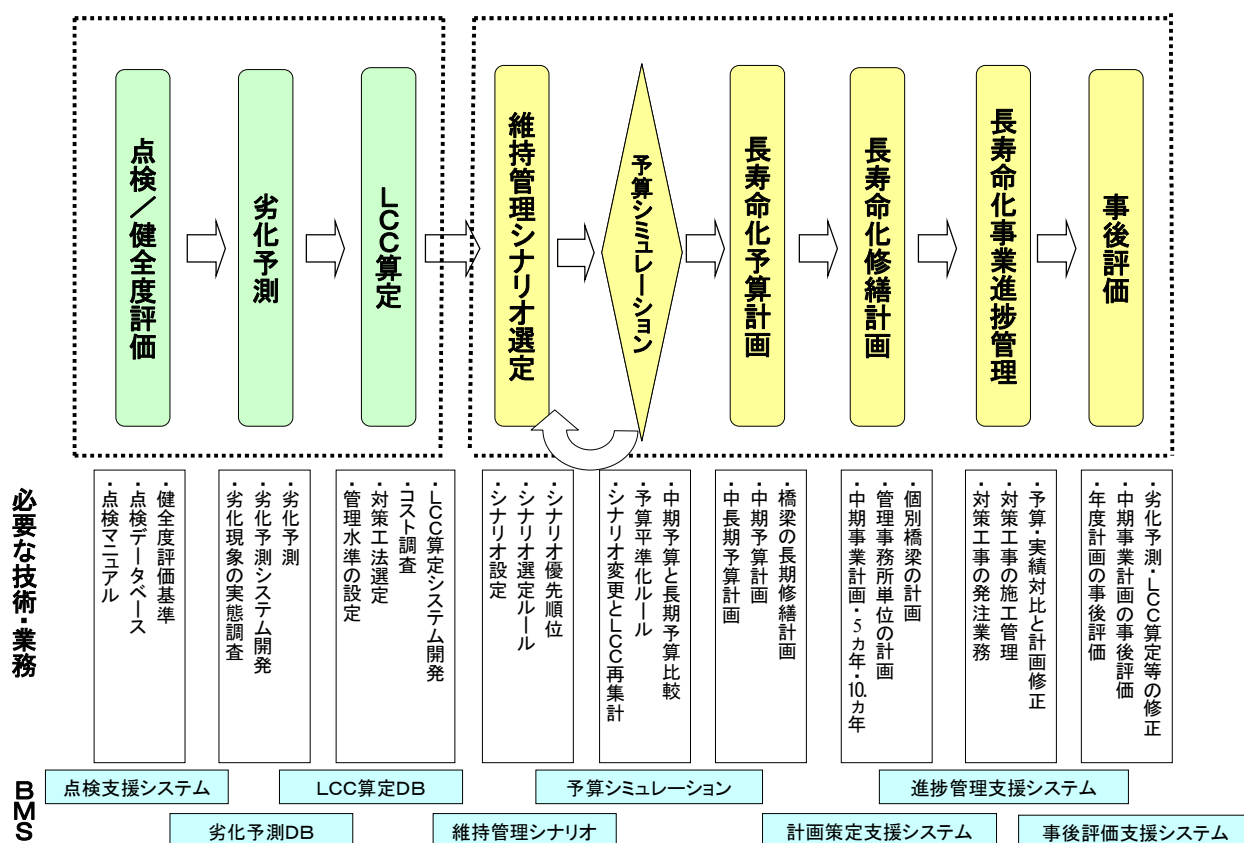 点検／健全度評価
劣化予測
LCC算定
維持管理シナリオ選定
予算シミュレーション
長寿命化予算計画
長寿命化修繕計画
長寿命化事業進捗管理
事後評価
必要な技術・業務
健全度評価基準
・点検データベース
・点検マニュアル
・劣化予測
・劣化予測システム開発
・劣化現象の実態調査
・LCC算定システム開発
コスト調査
・対策工法選定
・管理水準の設定
・シナリオ優先順位
・シナリオ選定ルール
・シナリオ設定
・中期予算と長期予算比較
・予算平準化ルール
・シナリオ変更とLCC再集計
・橋梁の長期修繕計画
・中期予算計画
・中長期予算計画
・個別橋梁の計画
・管理事務所単位の計画
・中期事業計画・5ヵ年・10.ヵ年
・予算・実績対比と計画修正
・対策工事の施工管理
・対策工事の発注業務
・劣化予測・LCC算定等の修正
・中期事業計画の事後評価
・年度計画の事後評価
BMS
点検支援システム
LCC算定DB
予算シミュレーション
進捗管理支援システム
劣化予測DB
維持管理シナリオ
計画策定支援システム
事後評価支援システム